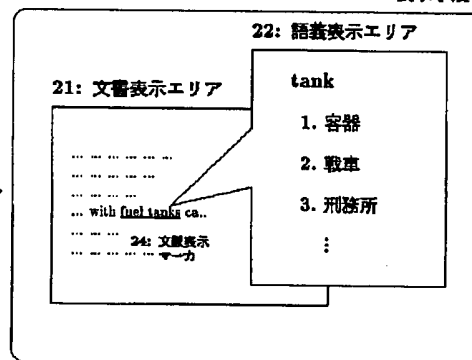 22: 語義表示エリア
21: 文書表示エリア
tank
1. 容器
2. 戦車
3. 刑務所
⋮
... ... ... ... ... ...
... ... ... ... ...
... ... ... ...
... with fuel tanks ca..
... ... ...
24: 文脈表示
... ... ... ... ... マーカ